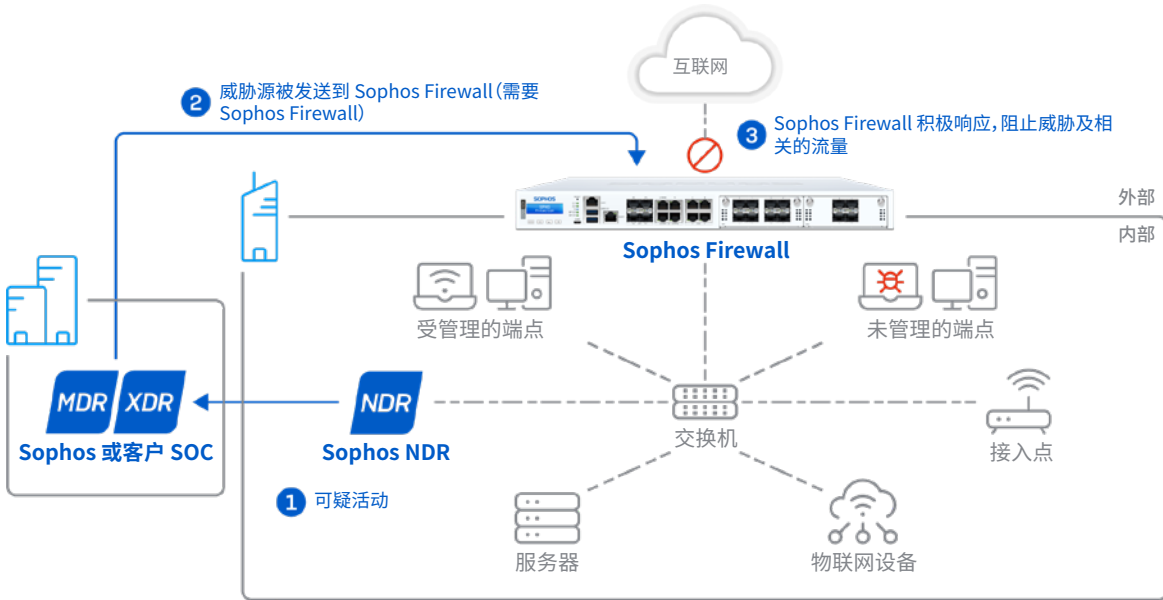 互联网
2 威胁源被发送到 Sophos Firewall（需要
Sophos Firewall）
3 Sophos Firewall 积极响应，阻止威胁及相
关的流量
SOPHOS
外部
内部
Sophos Firewall
受管理的端点
未管理的端点
MDR XDR
NDR
Sophos 或客户 SOC
Sophos NDR
交换机
接入点
1 可疑活动
服务器
物联网设备